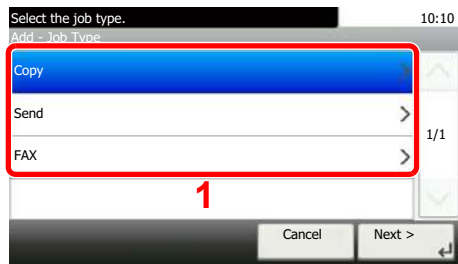 Select the job type.
10:10
Add - Job Type
Copy
Send
FAX
1/1
1
Cancel
Next >